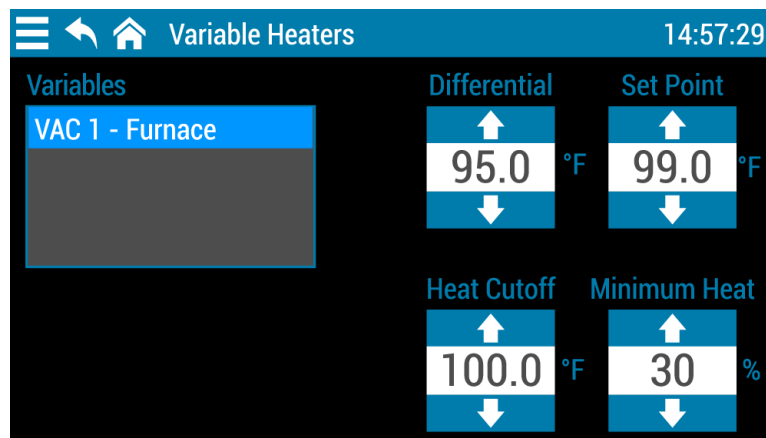 Variable Heaters 14:57:29
Variables
VAC 1 - Furnace
Differential Set Point
95.0 °F 99.0 °F
Heat Cutoff Minimum Heat
100.0 °F 30 %